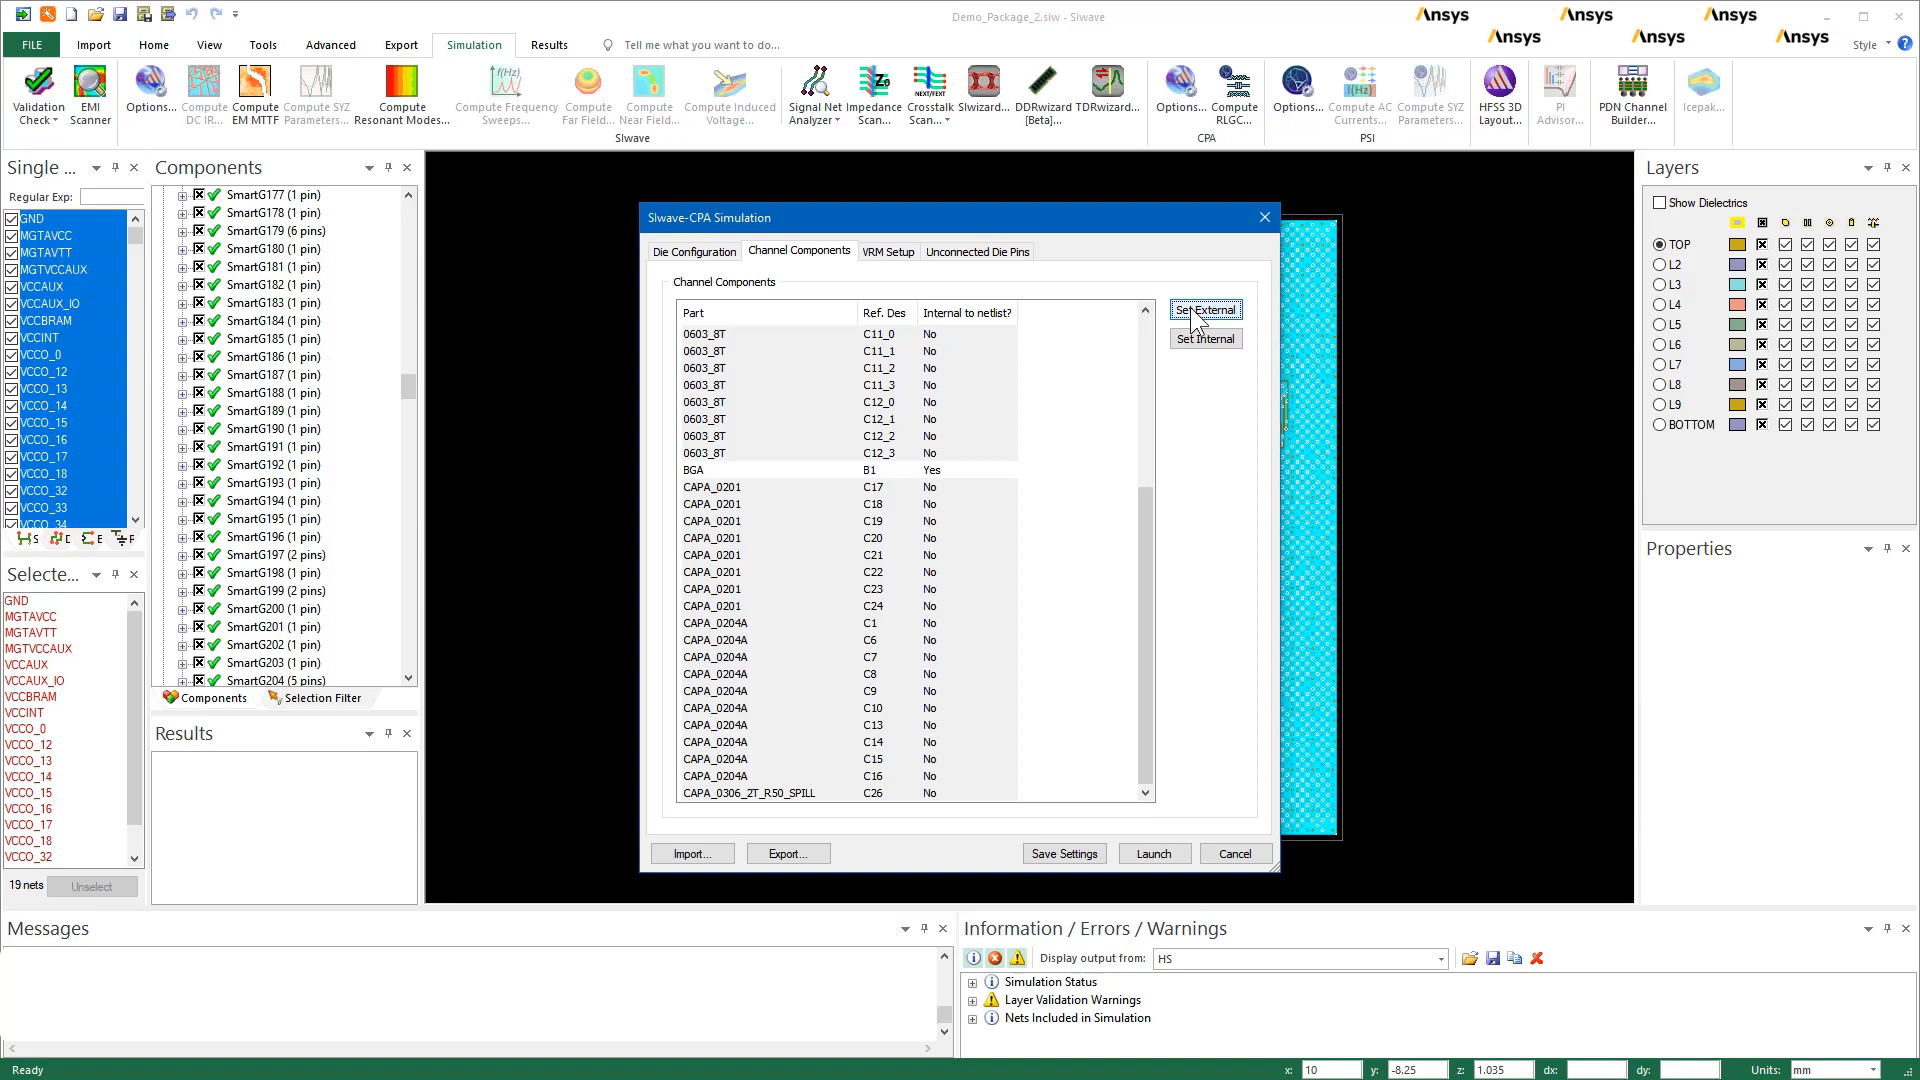 Demo_Package_2.siw - SIwave
Ansys Ansys Ansys
Ansys Ansys Ansys
FILE Import Home View Tools Advanced Export Simulation Results Tell me what you want to do... Style
Validation Check EMI Scanner Options... Compute DC IR... Compute EM MTTF Compute SYZ Parameters... Compute Resonant Modes... Compute Frequency Sweeps... Compute Far Field... Compute Near Field... Compute Induced Voltage... Signal Net Analyzer Impedance Scan... Crosstalk Scan... SIwizard... DDRwizard [Beta]... TDRwizard... Options... Compute RLGC... Options... Compute AC Currents... Compute SYZ Parameters... HFSS 3D Layout... PI Advisor... PDN Channel Builder... Icepak...
SIwave CPA PSI
Single ...
Regular Exp:
GND
MGTAVCC
MGTAVTT
MGTVCCAUX
VCCAUX
VCCAUX_IO
VCCBRAM
VCCINT
VCCO_0
VCCO_12
VCCO_13
VCCO_14
VCCO_15
VCCO_16
VCCO_17
VCCO_18
VCCO_32
VCCO_33
VCCO_34
S E F
Selecte...
GND
MGTAVCC
MGTAVTT
MGTVCCAUX
VCCAUX
VCCAUX_IO
VCCBRAM
VCCINT
VCCO_0
VCCO_12
VCCO_13
VCCO_14
VCCO_15
VCCO_16
VCCO_17
VCCO_18
VCCO_32
19 nets Unselect
Components
SmartG177 (1 pin)
SmartG178 (1 pin)
SmartG179 (6 pins)
SmartG180 (1 pin)
SmartG181 (1 pin)
SmartG182 (1 pin)
SmartG183 (1 pin)
SmartG184 (1 pin)
SmartG185 (1 pin)
SmartG186 (1 pin)
SmartG187 (1 pin)
SmartG188 (1 pin)
SmartG189 (1 pin)
SmartG190 (1 pin)
SmartG191 (1 pin)
SmartG192 (1 pin)
SmartG193 (1 pin)
SmartG194 (1 pin)
SmartG195 (1 pin)
SmartG196 (1 pin)
SmartG197 (2 pins)
SmartG198 (1 pin)
SmartG199 (2 pins)
SmartG200 (1 pin)
SmartG201 (1 pin)
SmartG202 (1 pin)
SmartG203 (1 pin)
SmartG204 (5 pins)
Components Selection Filter
Results
SIwave-CPA Simulation
Die Configuration Channel Components VRM Setup Unconnected Die Pins
Channel Components
Part Ref. Des Internal to netlist?
0603_8T C11_0 No
0603_8T C11_1 No
0603_8T C11_2 No
0603_8T C11_3 No
0603_8T C12_0 No
0603_8T C12_1 No
0603_8T C12_2 No
0603_8T C12_3 No
BGA B1 Yes
CAPA_0201 C17 No
CAPA_0201 C18 No
CAPA_0201 C19 No
CAPA_0201 C20 No
CAPA_0201 C21 No
CAPA_0201 C22 No
CAPA_0201 C23 No
CAPA_0201 C24 No
CAPA_0204A C1 No
CAPA_0204A C6 No
CAPA_0204A C7 No
CAPA_0204A C8 No
CAPA_0204A C9 No
CAPA_0204A C10 No
CAPA_0204A C13 No
CAPA_0204A C14 No
CAPA_0204A C15 No
CAPA_0204A C16 No
CAPA_0306_2T_R50_SPILL C26 No
Set External
Set Internal
Import... Export... Save Settings Launch Cancel
Layers
Show Dielectrics
TOP
L2
L3
L4
L5
L6
L7
L8
L9
BOTTOM
Properties
Messages
Information / Errors / Warnings
Display output from: HS
Simulation Status
Layer Validation Warnings
Nets Included in Simulation
Ready x: 10 y: -8.25 z: 1.035 dx: dy: Units: mm